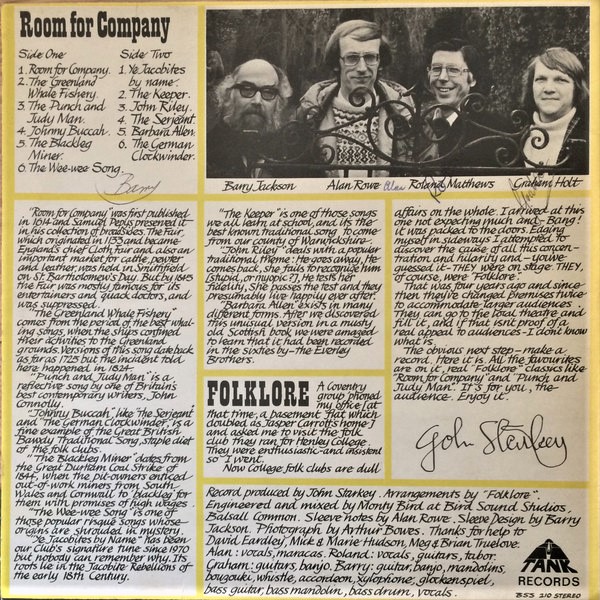 Room for Company
Side One
1. Room for Company.
2. The Greenland
Whale Fishery.
3. The Punch and
Judy Man.
4. Johnny Buccah.
5. The Blackleg
Miner.
6. The Wee-wee Song.
Side Two
1. Ye Jacobites
by name.
2. The Keeper.
3. John Riley.
4. The Serjeant.
5. Barbara Allen.
6. The German
Clockwinder.
Barry
Barry Jackson
Alan Rowe
Alan
Roland Matthews
Graham Holt
"Room for Company" was first published
in 1614 and Samuel Pepys preserved it
in his collection of broadsides. The Fair
which originated in 1133 and became
England's chief Cloth Fair and also an
important market for cattle, pewter
and leather, was held in Smithfield
on St. Bartholomew's Day. But by 1845
the Fair was mostly famous for its
entertainers and quack doctors, and
was suppressed.
"The Greenland Whale Fishery"
comes from the period of the best whal-
ing songs, when the ships confined
their activities to the Greenland
grounds. Versions of this song date back
as far as 1725 but the incident told
here happened in 1824.
"Punch and Judy Man" is a
reflective song by one of Britain's
best contemporary writers, John
Connolly.
"Johnny Buccah" like 'The Serjeant'
and 'The German Clockwinder', is a
fine example of the Great British
Bawdy Traditional Song, staple diet
of the folk clubs.
"The Blackleg Miner" dates from
the Great Durham Coal Strike of
1844, when the pit-owners enticed
out-of-work miners from South
Wales and Cornwall to 'blackleg' for
them with promises of high wages.
"The Wee-wee Song" is one of
those popular risqué songs whose
origins are shrouded in mystery.
"Ye Jacobites by Name" has been
our Club's signature tune since 1970
but nobody can remember why. Its
roots lie in the Jacobite Rebellions of
the early 18th Century.
"The Keeper" is one of those songs
we all learn at school, and its the
best known traditional song to
come from our county of Warwickshire.
"John Riley" deals with a popular
traditional theme: He goes away, He
comes back, she fails to recognize him
(stupid, or myopic?), He tests her
fidelity, She passes the test and they
presumably live happily ever after!
"Barbara Allen" exists in many
different forms. After we discovered
this unusual version in a musty
old Scottish book, we were amazed
to learn that it had been recorded
in the sixties by - the Everley
Brothers.
FOLKLORE
A Coventry
group phoned
my office (at
that time, a basement flat which
doubled as Jasper Carrott's home)
and asked me to visit the folk
club they ran for Henley College.
They were enthusiastic and insistent
so I went.
Now College folk clubs are dull
affairs on the whole. I arrived at this
one not expecting much and - Bang!
it was packed to the doors. Edging
myself in sideways I attempted to
discover the cause of all this concen-
tration and hilarity and - you've
guessed it - THEY were on stage. THEY,
of course, were 'Folklore'.
That was four years ago and since
then they've changed premises twice
to accommodate larger audiences.
They can go to the local theatre and
fill it, and if that isn't proof of a
real appeal to audiences - I don't know
what is.
The obvious next step - make a
record. Here it is. All the favourites
are on it, real "Folklore" classics like
"Room for Company" and "Punch and
Judy Man". It's for you, the
audience. Enjoy it.
John Starkey
Record produced by John Starkey. Arrangements by "Folklore".
Engineered and mixed by Monty Bird at Bird Sound Studios,
Balsall Common. Sleeve notes by Alan Rowe. Sleeve Design by Barry
Jackson. Photograph by Arthur Bowes. Thanks for help to
David Eardley, Mick & Marie Hutson, Meg & Brian Truelove.
Alan: vocals, maracas. Roland: vocals, guitars, tabor.
Graham: guitars, banjo. Barry: guitar, banjo, mandolins,
bougouki, whistle, accordeon, xylophone, glockenspiel,
bass guitar, bass mandolin, bass drum, vocals.
TANK
RECORDS
BSS 210 STEREO